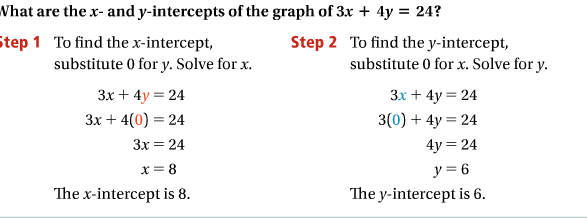 What are the x- and y-intercepts of the graph of 3x + 4y = 24?
Step 1 To find the x-intercept,
substitute 0 for y. Solve for x.
3x + 4y = 24
3x + 4(0) = 24
3x = 24
x = 8
The x-intercept is 8.
Step 2 To find the y-intercept,
substitute 0 for x. Solve for y.
3x + 4y = 24
3(0) + 4y = 24
4y = 24
y = 6
The y-intercept is 6.